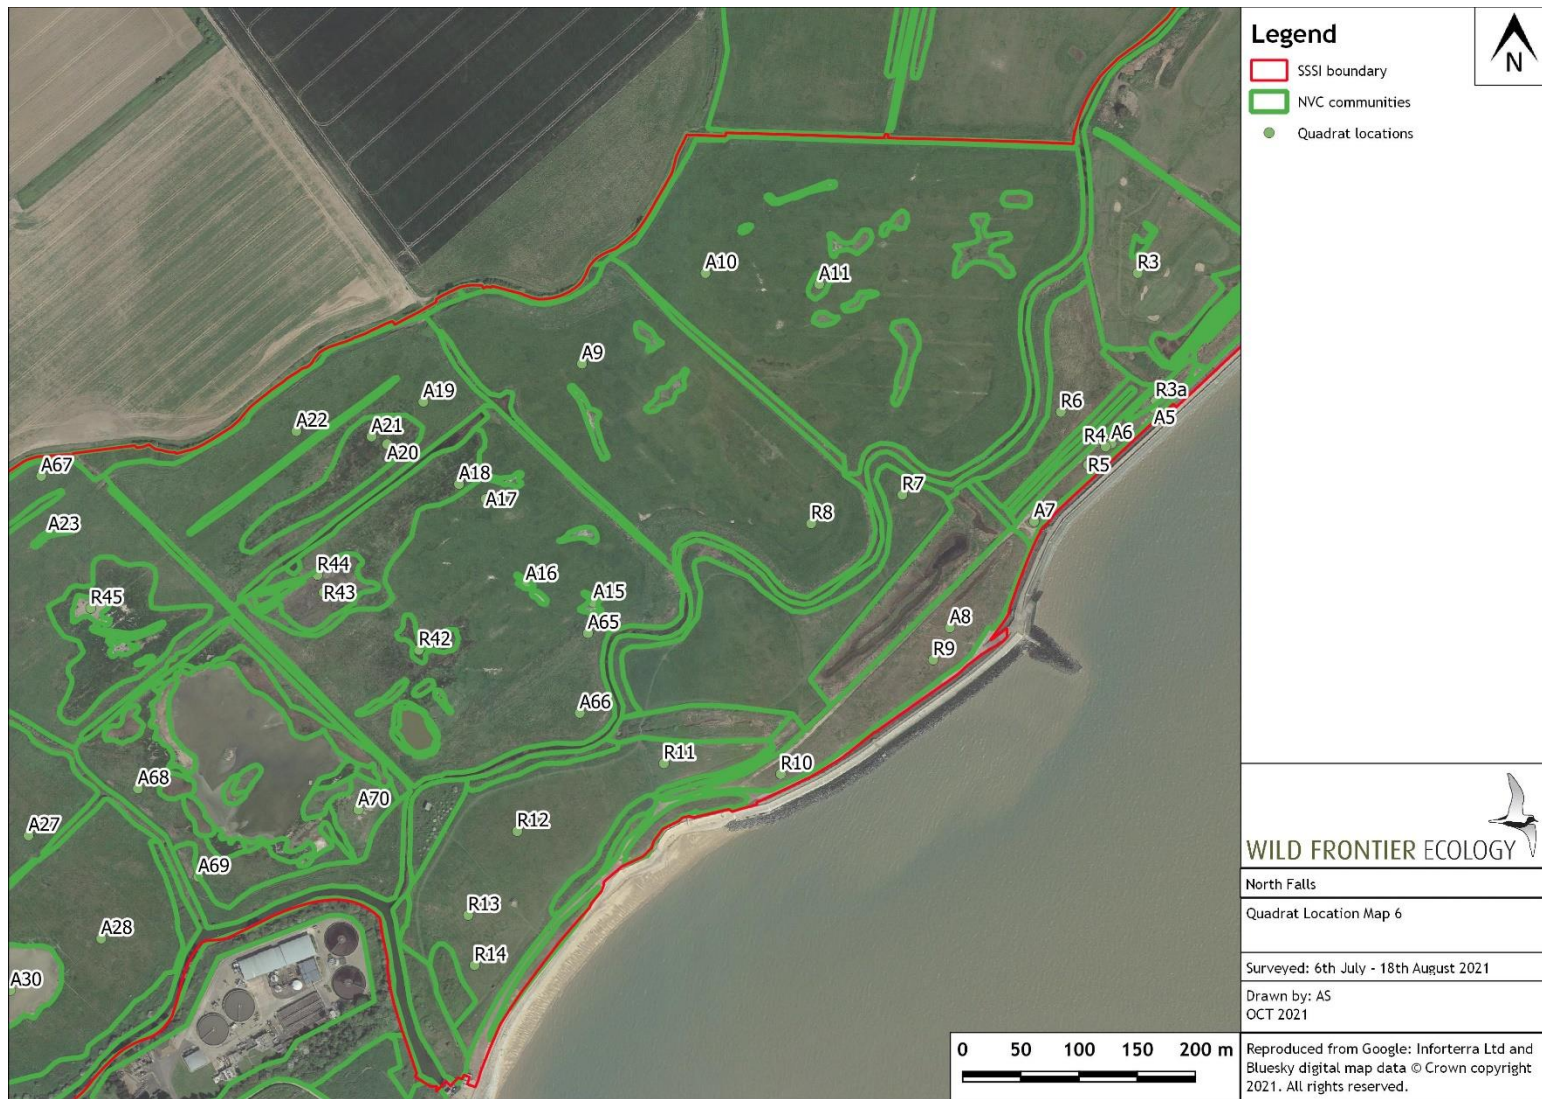 Legend
SSSI boundary
NVC communities
Quadrat locations
N
A10
A11
R3
A9
R3a
A19
R6
A5
A22
A21
R4
A6
A20
R5
A67
A18
A17
R7
A23
R8
A7
R44
A16
R43
A15
R45
A65
A8
R42
R9
A66
R11
R10
A68
A70
R12
A27
A69
R13
A28
R14
A30
WILD FRONTIER ECOLOGY
North Falls
Quadrat Location Map 6
Surveyed: 6th July - 18th August 2021
Drawn by: AS
OCT 2021
0 50 100 150 200 m
Reproduced from Google: Inforterra Ltd and
Bluesky digital map data © Crown copyright
2021. All rights reserved.